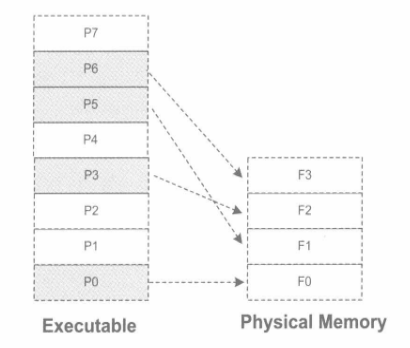 P7
P6
P5
P4
P3
P2
P1
P0
Executable
F3
F2
F1
F0
Physical Memory